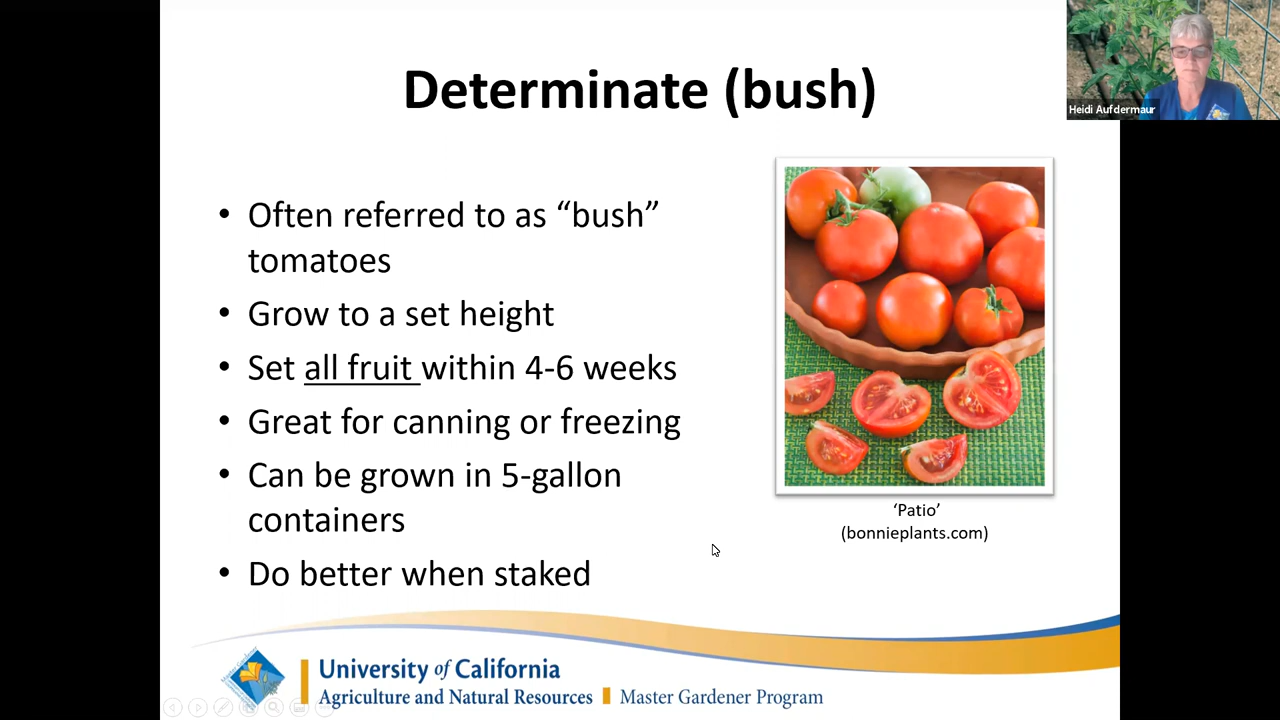 Determinate (bush)
Heidi Aufdermaur
• Often referred to as “bush”
tomatoes
• Grow to a set height
• Set all fruit within 4-6 weeks
• Great for canning or freezing
• Can be grown in 5-gallon
containers
• Do better when staked
‘Patio’
(bonnieplants.com)
University of California
Agriculture and Natural Resources Master Gardener Program